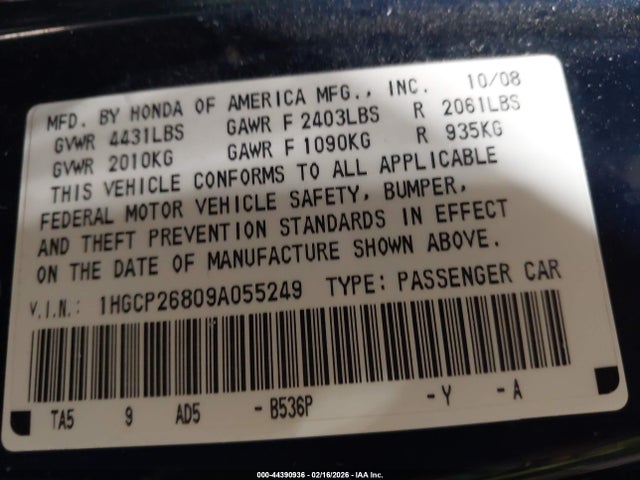 MFD. BY HONDA OF AMERICA MFG., INC. 10/08
GVWR 4431LBS GAWR F 2403LBS R 2061LBS
GVWR 2010KG GAWR F 1090KG R 935KG
THIS VEHICLE CONFORMS TO ALL APPLICABLE
FEDERAL MOTOR VEHICLE SAFETY, BUMPER,
AND THEFT PREVENTION STANDARDS IN EFFECT
ON THE DATE OF MANUFACTURE SHOWN ABOVE.
V.I.N.: 1HGCP26809A055249 TYPE: PASSENGER CAR
TA5 9 AD5 -B536P -Y -A
000-44390936 - 02/16/2026 - IAA Inc.